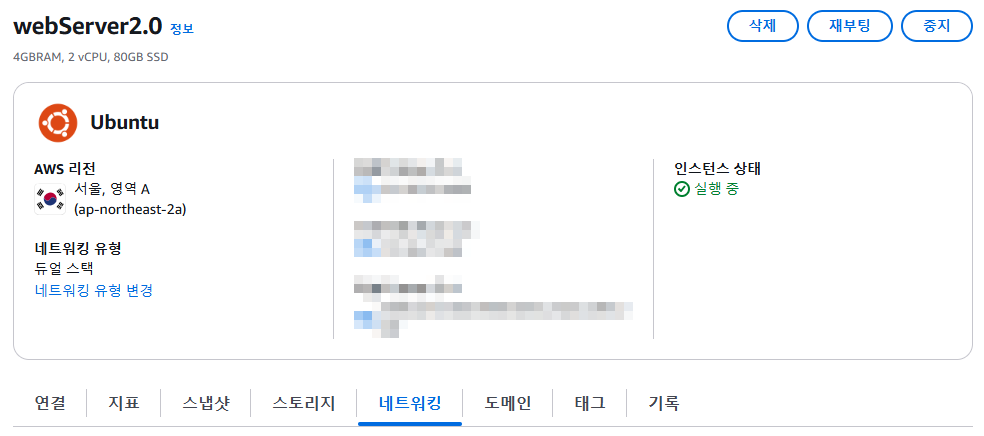 webServer2.0 정보
삭제
재부팅
중지
4GBRAM, 2 vCPU, 80GB SSD
Ubuntu
AWS 리전
서울, 영역 A
(ap-northeast-2a)
네트워킹 유형
듀얼 스택
네트워킹 유형 변경
인스턴스 상태
실행 중
연결
지표
스냅샷
스토리지
네트워킹
도메인
태그
기록